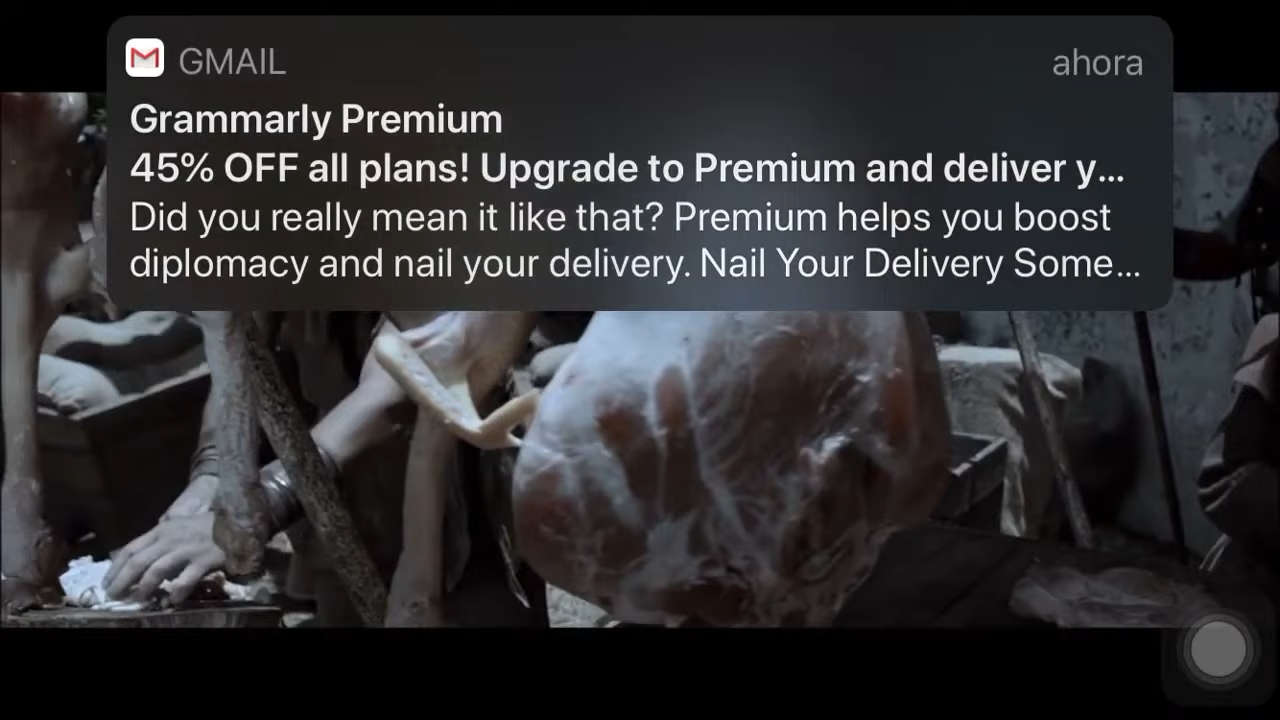 GMAIL
ahora
Grammarly Premium
45% OFF all plans! Upgrade to Premium and deliver y...
Did you really mean it like that? Premium helps you boost
diplomacy and nail your delivery. Nail Your Delivery Some...